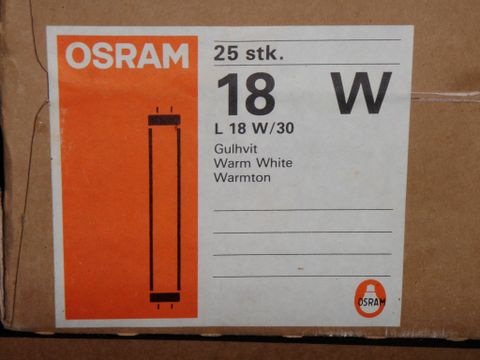 OSRAM
25 stk.
18 W
L 18 W/30
Gulhvit
Warm White
Warmton
OSRAM